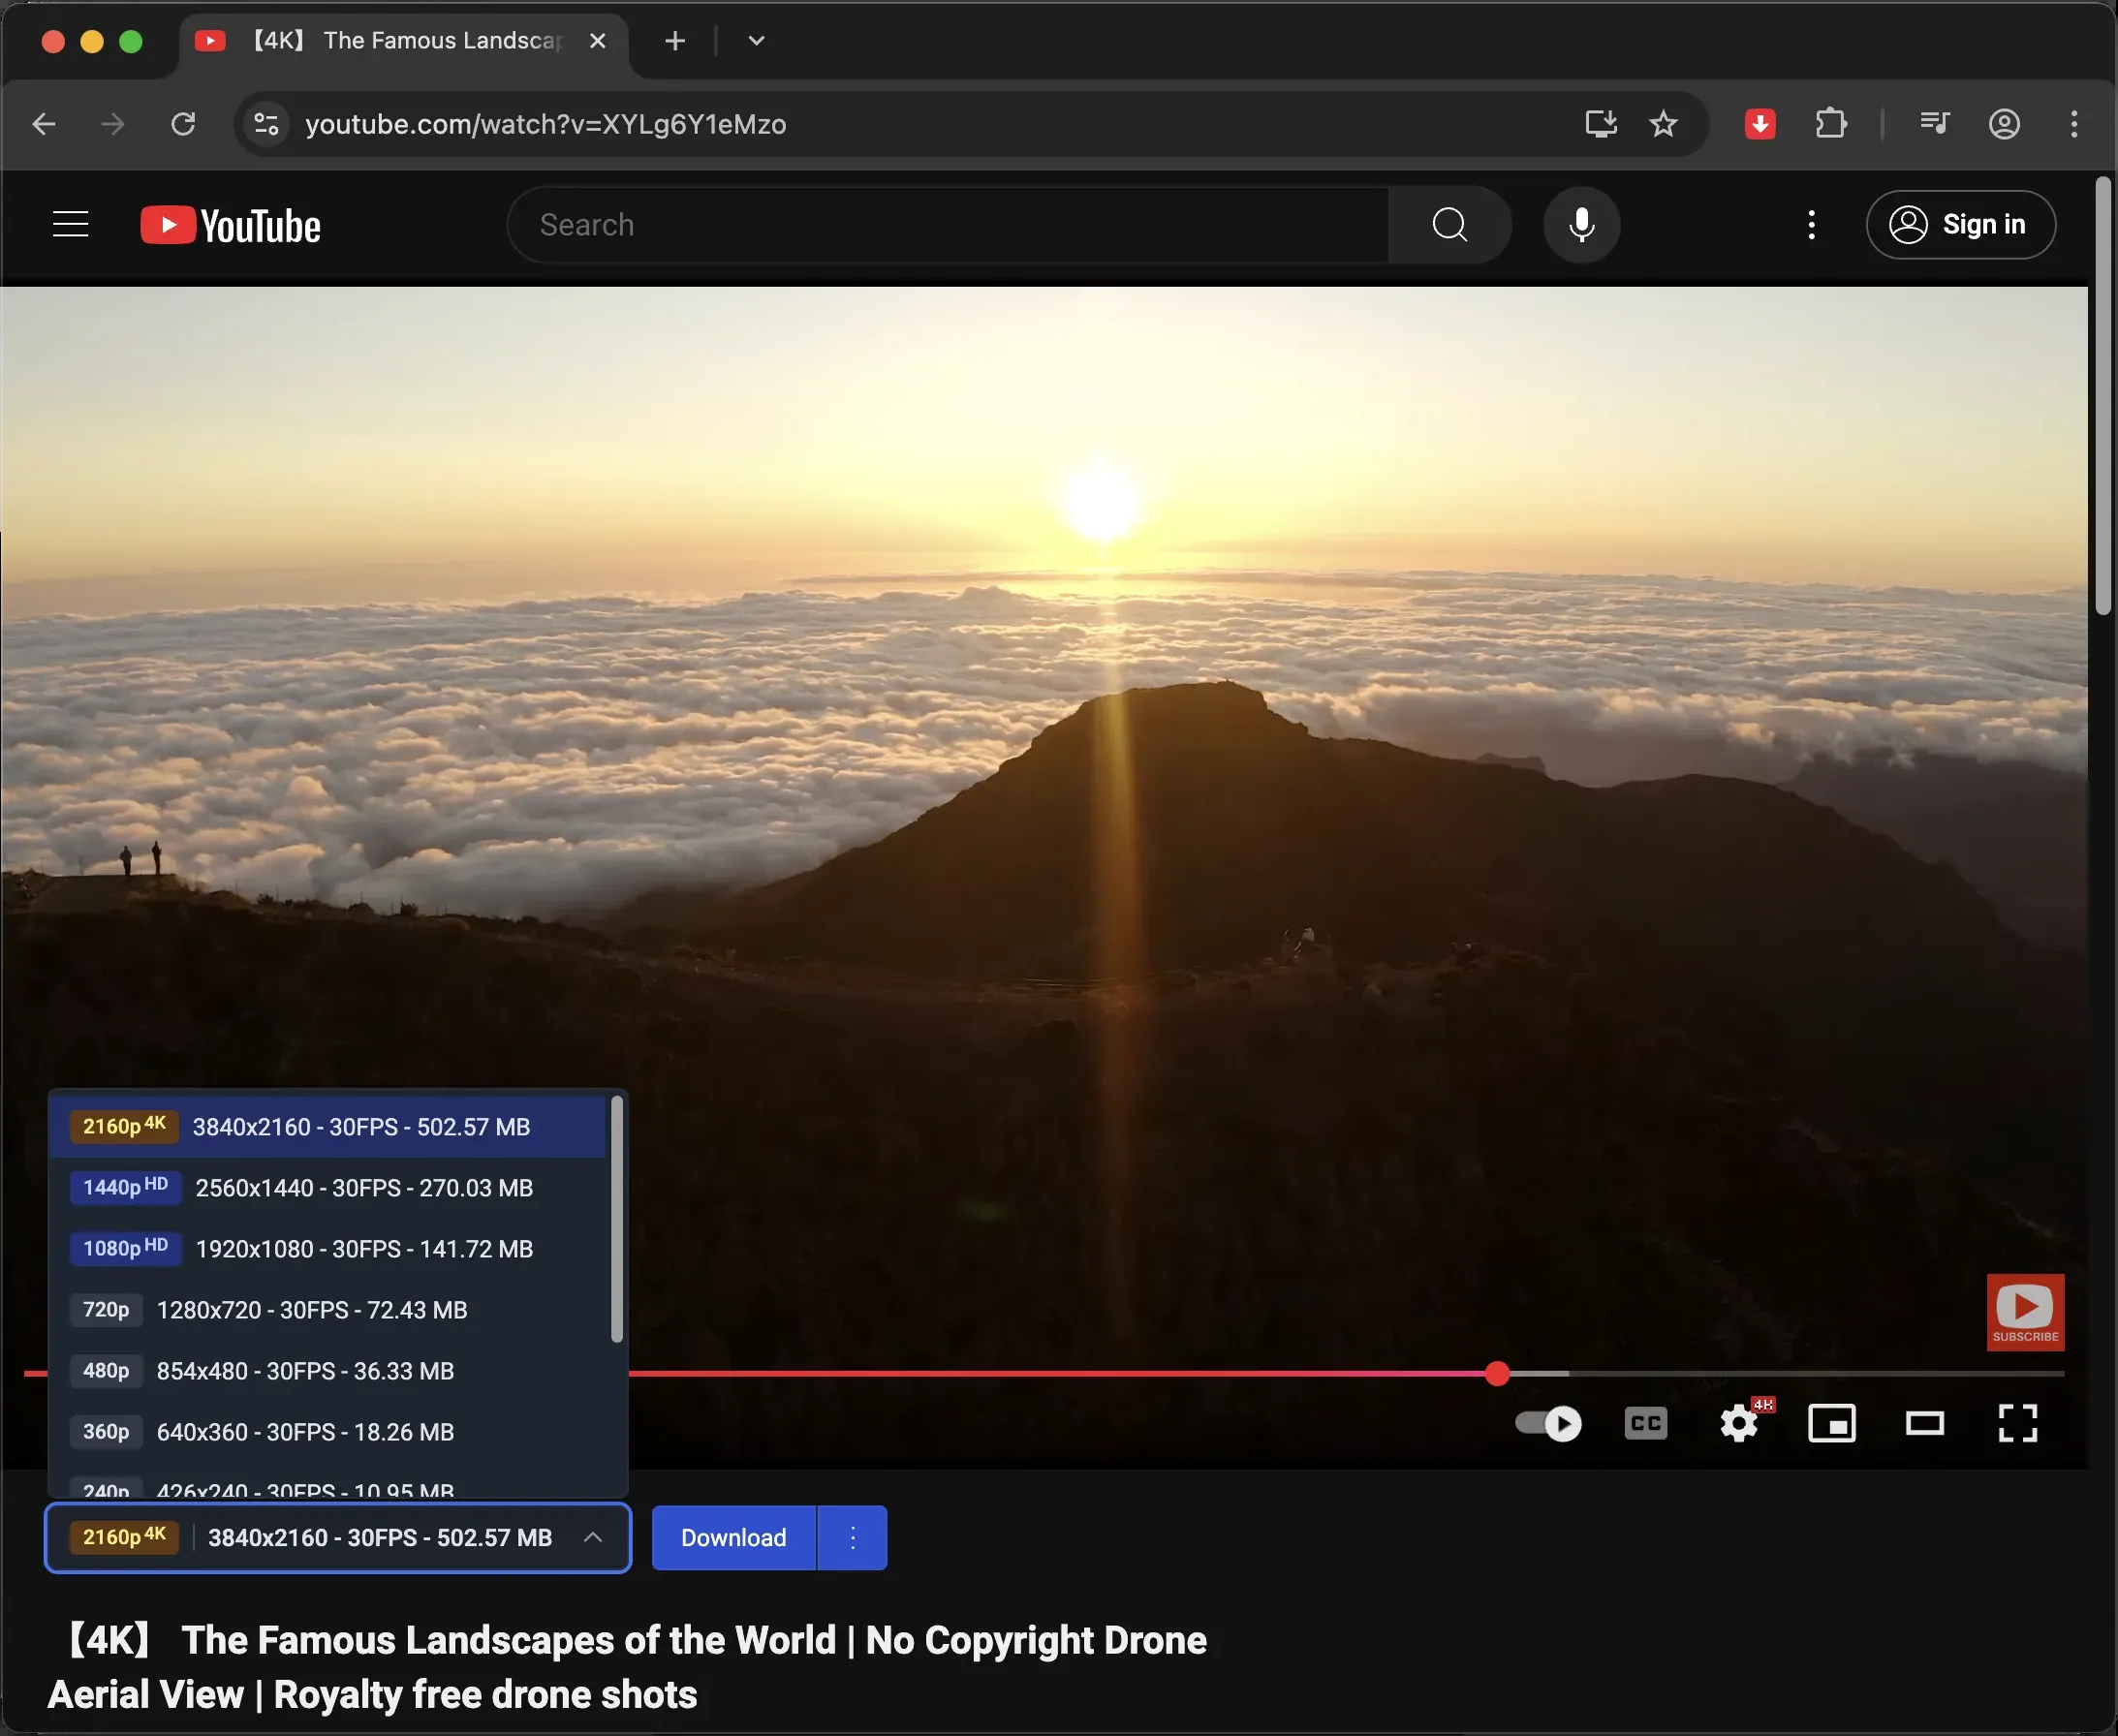 【4K】 The Famous Landscap
youtube.com/watch?v=XYLg6Y1eMzo
YouTube
Search
Sign in
2160p 4K 3840x2160 - 30FPS - 502.57 MB
1440p HD 2560x1440 - 30FPS - 270.03 MB
1080p HD 1920x1080 - 30FPS - 141.72 MB
720p 1280x720 - 30FPS - 72.43 MB
480p 854x480 - 30FPS - 36.33 MB
360p 640x360 - 30FPS - 18.26 MB
240p 426x240 - 30FPS - 10.95 MB
SUBSCRIBE
CC
4K
2160p 4K 3840x2160 - 30FPS - 502.57 MB
Download
【4K】 The Famous Landscapes of the World | No Copyright Drone
Aerial View | Royalty free drone shots